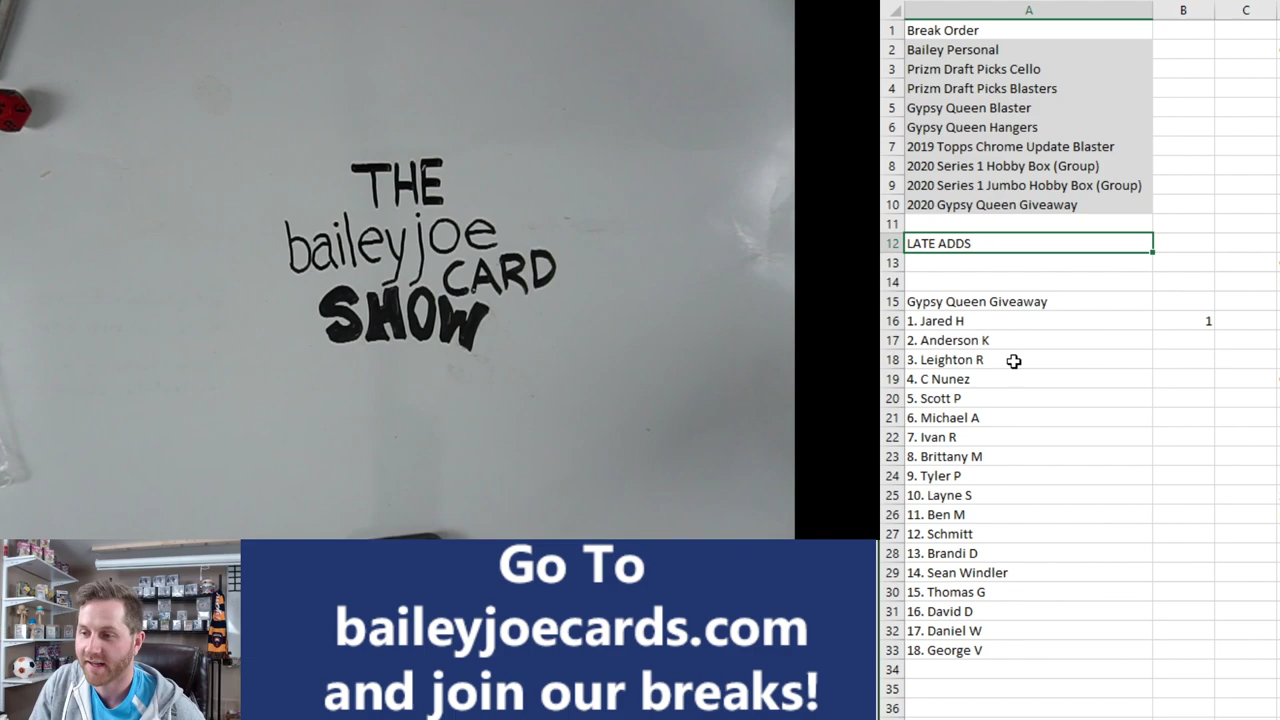 THE
baileyjoe
CARD
SHOW
Go To
baileyjoecards.com
and join our breaks!
A B C
1 Break Order
2 Bailey Personal
3 Prizm Draft Picks Cello
4 Prizm Draft Picks Blasters
5 Gypsy Queen Blaster
6 Gypsy Queen Hangers
7 2019 Topps Chrome Update Blaster
8 2020 Series 1 Hobby Box (Group)
9 2020 Series 1 Jumbo Hobby Box (Group)
10 2020 Gypsy Queen Giveaway
11
12 LATE ADDS
13
14
15 Gypsy Queen Giveaway
16 1. Jared H 1
17 2. Anderson K
18 3. Leighton R
19 4. C Nunez
20 5. Scott P
21 6. Michael A
22 7. Ivan R
23 8. Brittany M
24 9. Tyler P
25 10. Layne S
26 11. Ben M
27 12. Schmitt
28 13. Brandi D
29 14. Sean Windler
30 15. Thomas G
31 16. David D
32 17. Daniel W
33 18. George V
34
35
36